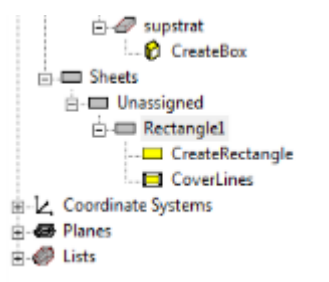 supstrat
CreateBox
Sheets
Unassigned
Rectangle1
CreateRectangle
CoverLines
Coordinate Systems
Planes
Lists